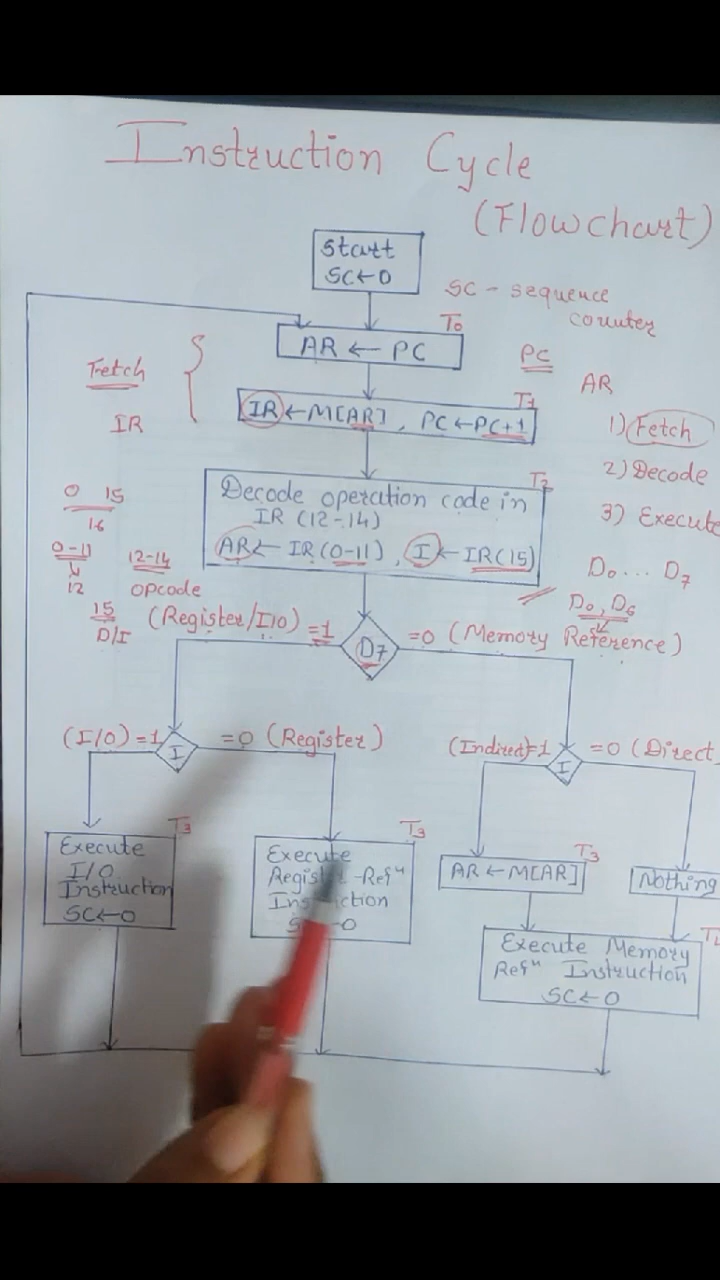 Instruction Cycle
(Flowchart)
Start
SC←0
SC - sequence
counter
T0
AR ← PC
PC
AR
Fetch
IR
T1
IR←M[AR], PC←PC+1
1) Fetch
2) Decode
3) Execute
T2
Decode operation code in
IR (12-14)
AR← IR(0-11), I←IR(15)
0 15
16
0-11
12
12-14
opcode
15
D/I
D0 ... D7
D0, D6
(Register/I/O) =1
D7
=0 (Memory Reference)
(I/O) =1
I
=0 (Register)
(Indirect)=1
I
=0 (Direct
T3
Execute
I/O
Instruction
SC←0
T3
Execute
Register-Refn
SC←0
T3
AR←M[AR]
Nothing
Execute Memory
Refn Instruction
SC←0